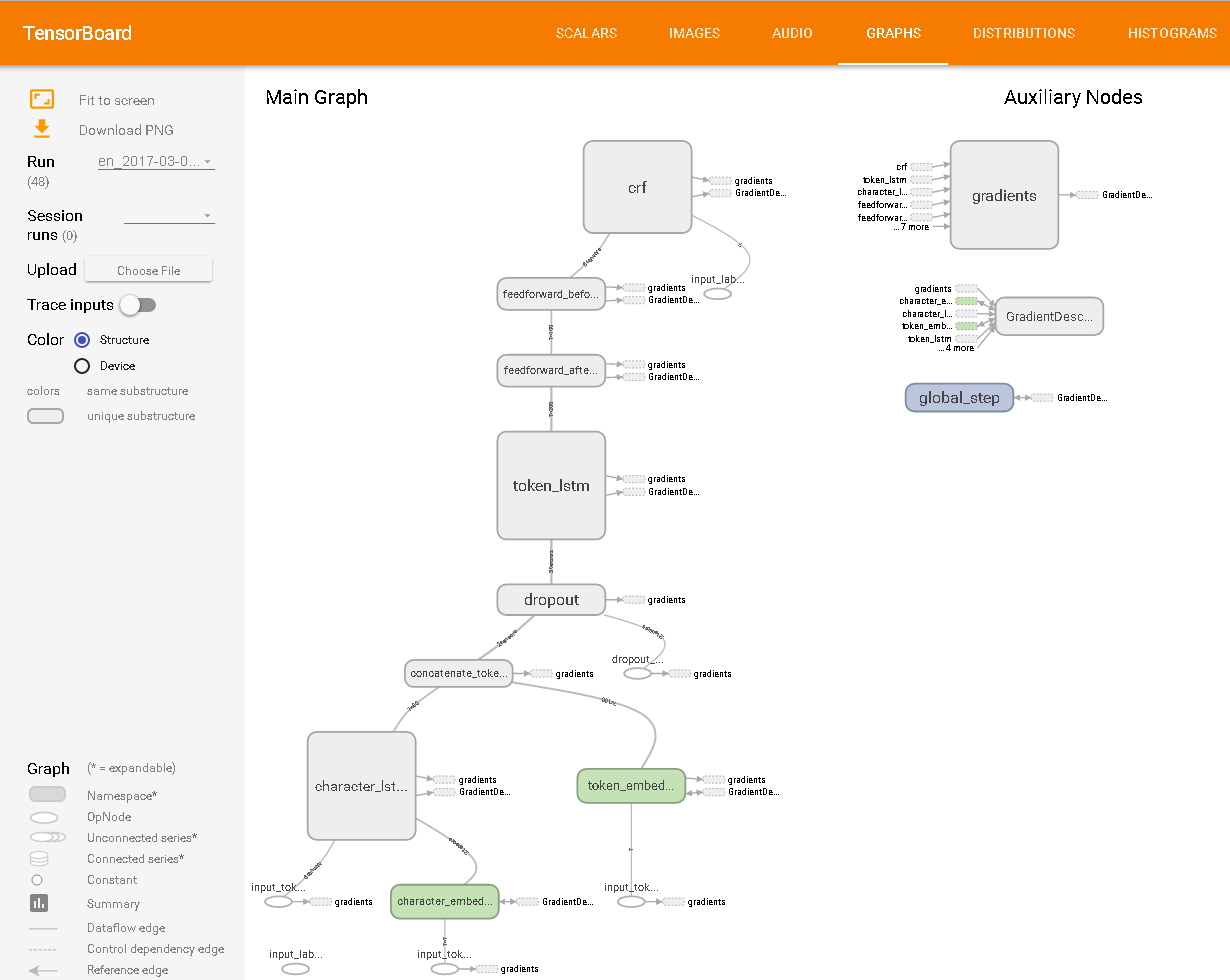 TensorBoard
SCALARS
IMAGES
AUDIO
GRAPHS
DISTRIBUTIONS
HISTOGRAMS
Fit to screen
Download PNG
Run
(48)
en_2017-03-0...
Session
runs (0)
Upload
Choose File
Trace inputs
Color
Structure
Device
colors
same substructure
unique substructure
Graph
(* = expandable)
Namespace*
OpNode
Unconnected series*
Connected series*
Constant
Summary
Dataflow edge
Control dependency edge
Reference edge
Main Graph
crf
gradients
GradientDe...
input_lab...
feedforward_befo...
gradients
GradientDe...
feedforward_afte...
gradients
GradientDe...
token_lstm
gradients
GradientDe...
dropout
gradients
dropout_...
gradients
concatenate_toke...
gradients
character_lst...
gradients
GradientDe...
token_embed...
gradients
GradientDe...
input_tok...
gradients
character_embed...
GradientDe...
input_tok...
gradients
input_lab...
input_tok...
gradients
Auxiliary Nodes
crf
token_lstm
character_l...
feedforwar...
feedforwar...
... 7 more
gradients
GradientDe...
gradients
character_e...
character_l...
token_emb...
token_lstm
... 4 more
GradientDesc...
global_step
GradientDe...